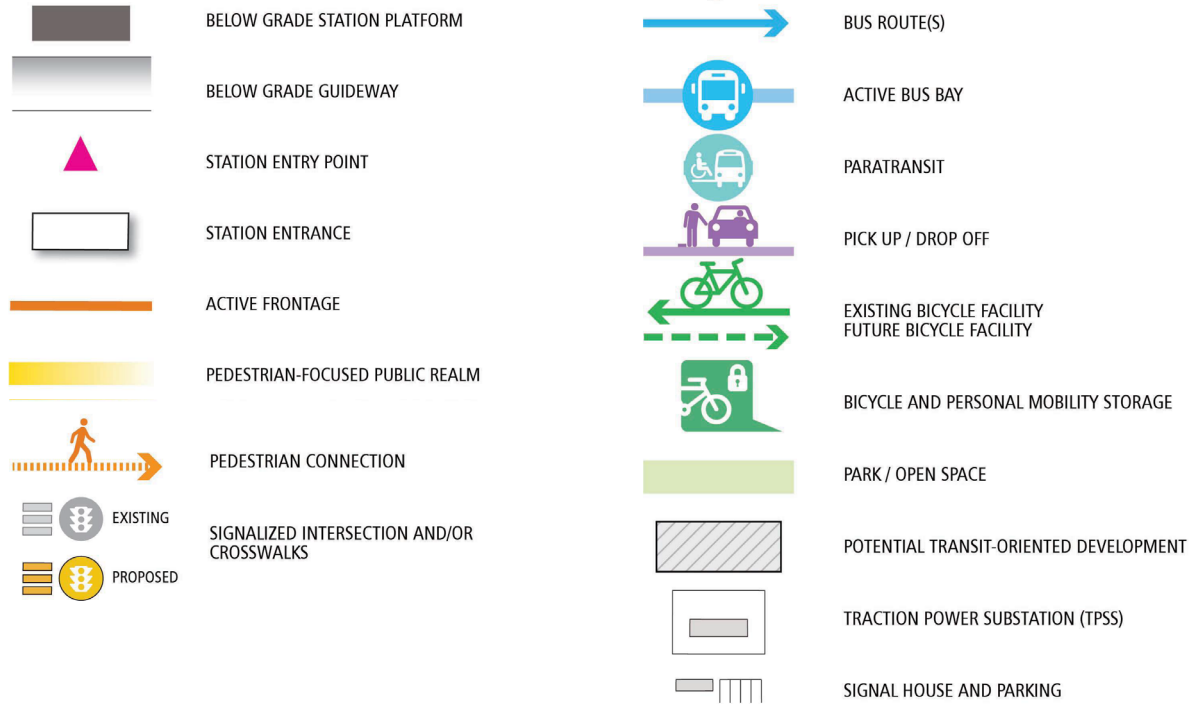 BELOW GRADE STATION PLATFORM
BELOW GRADE GUIDEWAY
STATION ENTRY POINT
STATION ENTRANCE
ACTIVE FRONTAGE
PEDESTRIAN-FOCUSED PUBLIC REALM
PEDESTRIAN CONNECTION
EXISTING
PROPOSED
SIGNALIZED INTERSECTION AND/OR
CROSSWALKS
BUS ROUTE(S)
ACTIVE BUS BAY
PARATRANSIT
PICK UP / DROP OFF
EXISTING BICYCLE FACILITY
FUTURE BICYCLE FACILITY
BICYCLE AND PERSONAL MOBILITY STORAGE
PARK / OPEN SPACE
POTENTIAL TRANSIT-ORIENTED DEVELOPMENT
TRACTION POWER SUBSTATION (TPSS)
SIGNAL HOUSE AND PARKING